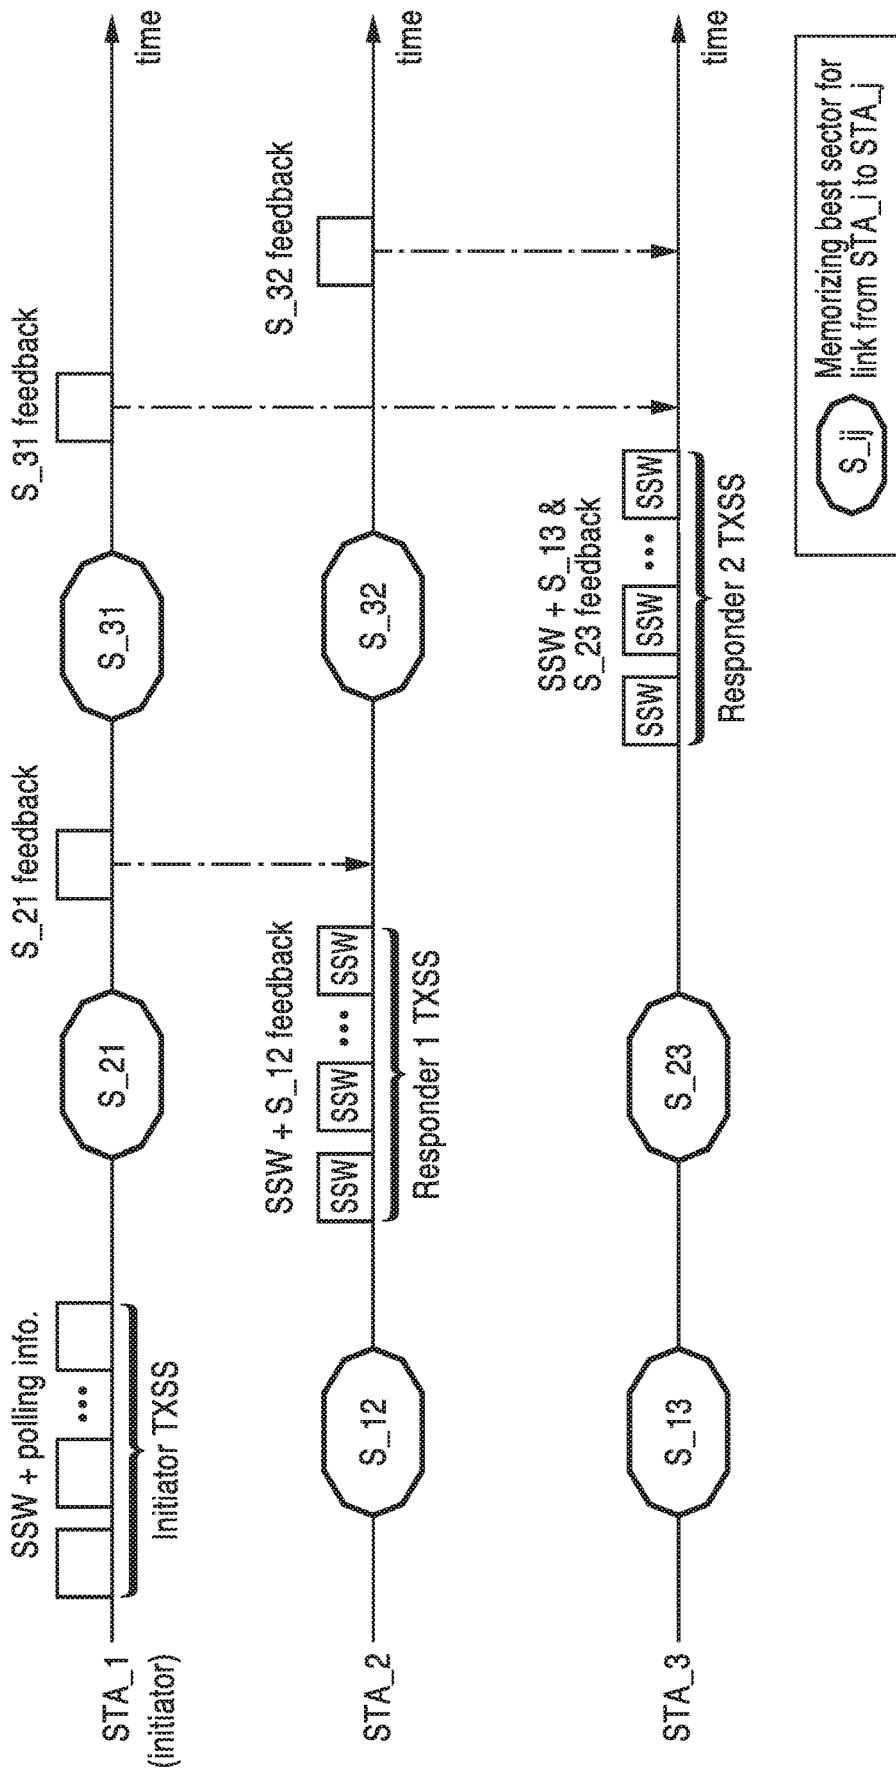 SSW + polling info.
S_21 feedback
S_31 feedback
STA_1
(initiator)
...
Initiator TXSS
S_21
S_31
time
SSW + S_12 feedback
S_32 feedback
STA_2
S_12
SSW
SSW
...
SSW
Responder 1 TXSS
S_32
time
SSW + S_13 &
S_23 feedback
STA_3
S_13
S_23
SSW
SSW
...
SSW
Responder 2 TXSS
time
S_ij
Memorizing best sector for
link from STA_i to STA_j